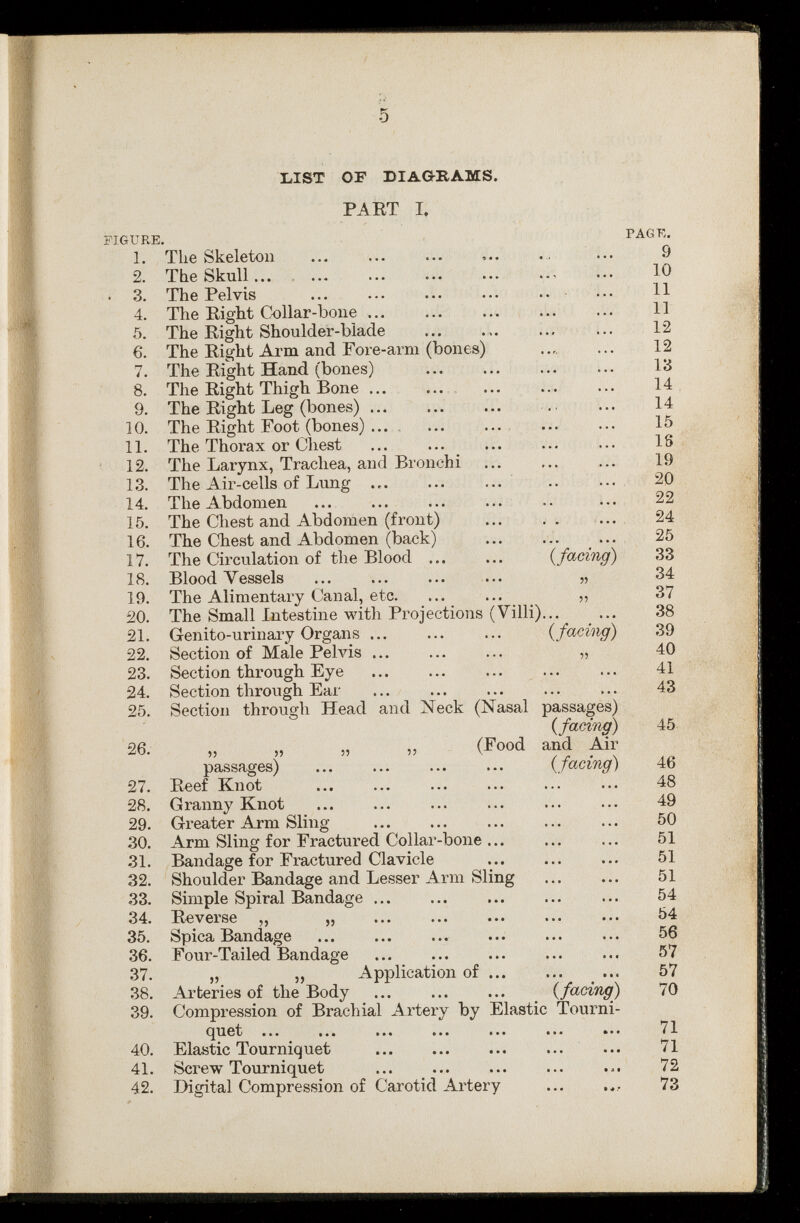 5
LIST OF DIAGRAMS.
PART I.
FIGURE. PAGE.
1. The Skeleton ... ... ... ... ... ... 9
2. The Skull ... ... ... ... ... ... ... 10
3. The Pelvis ... ... ... ... ... ... 11
4. The Right Collar-bone ... ... ... ... ... 11
5. The Right Shoulder-blade ... ... ... ... 12
6. The Right Arm and Fore-arm (bones) ... ... 12
7. The Right Hand (bones) ... ... ... ... 13
8. The Right Thigh Bone ... ... ... ... ... 14
9. The Right Leg (bones) ... ... ... ... ... 14
10. The Right Foot (bones) ... ... ... ... ... 15
11. The Thorax or Chest ... ... ... ... ... 18
12. The Larynx, Trachea, and Bronchi ... ... ... 19
13. The Air-cells of Lung ... ... ... ... ... 20
14. The Abdomen ... ... ... ... ... ... 22
15. The Chest and Abdomen (front) ... ... ... 24
16. The Chest and Abdomen (back) ... ... ... 25
17. The Circulation of the Blood ... ... (facing) 33
18. Blood Vessels ... ... ... ... „ 34
19. The Alimentary Canal, etc. ... ... „ 37
20. The Small Intestine with Projections (Villi)... ... 38
21. Genito-urinary Organs ... ... ... (facing) 39
22. Section of Male Pelvis ... ... ... „ 40
23. Section through Eye ... ... ... ... ... 41
24. Section through Ear ... ... ... ... ... 43
25. Section through Head and Neck (Nasal passages)
(facing) 45
26. „ „ „ „ (Food and Air
passages) ... ... ... ... (facing) 46
27. Reef Knot ... ... ... ... ... ... 48
28. Granny Knot ... ... ... ... ... ... 49
29. Greater Arm Sling ... ... ... ... ... 50
30. Arm Sling for Fractured Collar-bone ... ... ... 51
31. Bandage for Fractured Clavicle ... ... ... 51
32. Shoulder Bandage and Lesser Arm Sling ... ... 51
33. Simple Spiral Bandage ... ... ... ... ... 54
34. Reverse „ „ ... ... ... ... ... 54
35. Spica Bandage ... ... ... ... ... ... 56
36. Four-Tailed Bandage ... ... ... ... ... 57
37. „ „ Application of ... ... ... 57
38. Arteries of the Body ... ... ... (facing) 70
39. Compression of Brachial Artery by Elastic Tourni-
quet ... ... ... ... ... ... ... 71
40. Elastic Tourniquet ... ... ... ... ... 71
41. Screw Tourniquet ... ... ... ... ... 72
42. Digital Compression of Carotid Artery ... ... 73